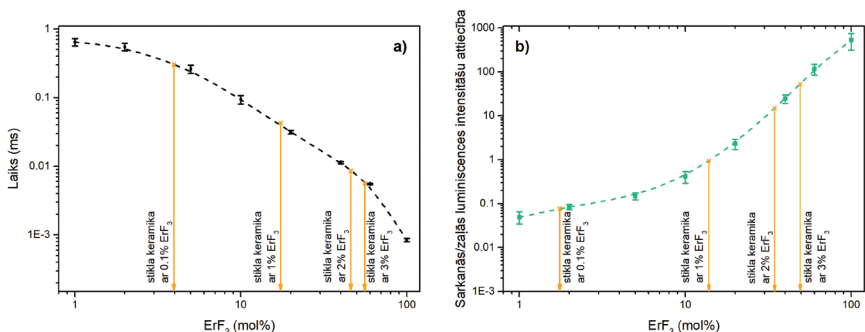 a)
Laiks (ms)
1
0.1
0.01
1E-3
stikla keramika
ar 0.1% ErF₃
stikla keramika
ar 1% ErF₃
stikla keramika
ar 2% ErF₃
stikla keramika
ar 3% ErF₃
1
10
100
ErF₃ (mol%)
b)
Sarkanās/zaļās luminiscences intensitāšu attiecība
1000
100
10
1
0.1
0.01
1E-3
stikla keramika
ar 0.1% ErF₃
stikla keramika
ar 1% ErF₃
stikla keramika
ar 2% ErF₃
stikla keramika
ar 3% ErF₃
1
10
100
ErF₃ (mol%)